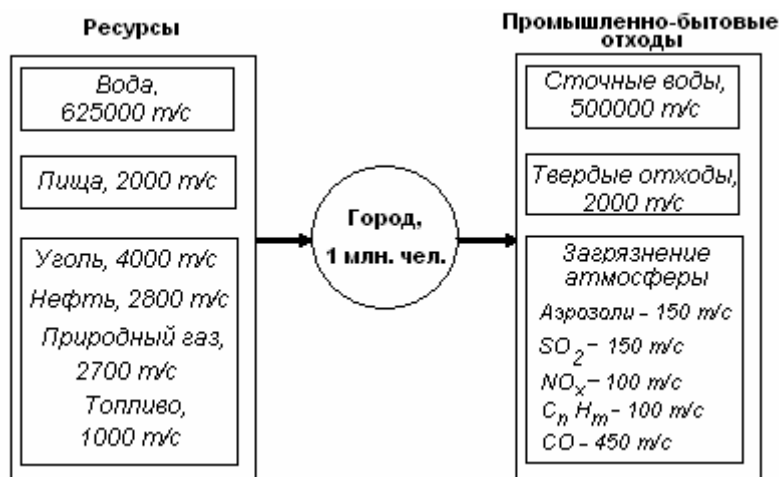 Ресурсы
Вода,
625000 т/с
Пища, 2000 т/с
Уголь, 4000 т/с
Нефть, 2800 т/с
Природный газ,
2700 т/с
Топливо,
1000 т/с
Город,
1 млн. чел.
Промышленно-бытовые
отходы
Сточные воды,
500000 т/с
Твердые отходы,
2000 т/с
Загрязнение
атмосферы
Аэрозоли – 150 т/с
SO₂ – 150 т/с
NOₓ – 100 т/с
CₙHₘ – 100 т/с
CO – 450 т/с